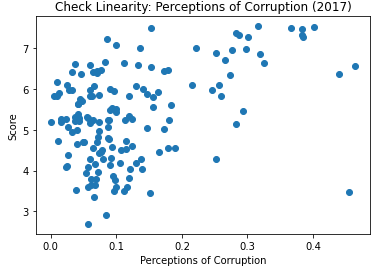 Check Linearity: Perceptions of Corruption (2017)
Score
7
6
5
4
3
0.0 0.1 0.2 0.3 0.4
Perceptions of Corruption